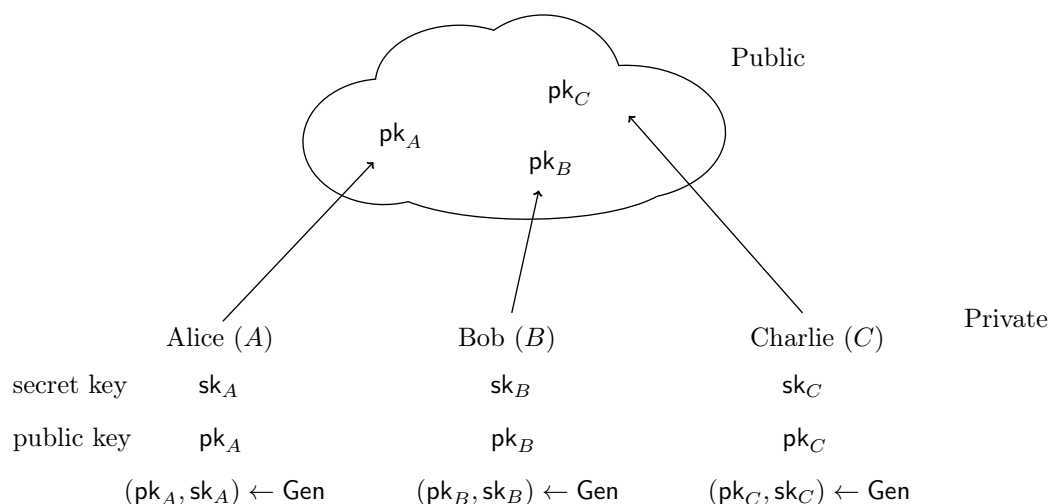 Public
pk_C
pk_A
pk_B
Private
Alice (A) Bob (B) Charlie (C)
secret key sk_A sk_B sk_C
public key pk_A pk_B pk_C
(pk_A, sk_A) ← Gen (pk_B, sk_B) ← Gen (pk_C, sk_C) ← Gen